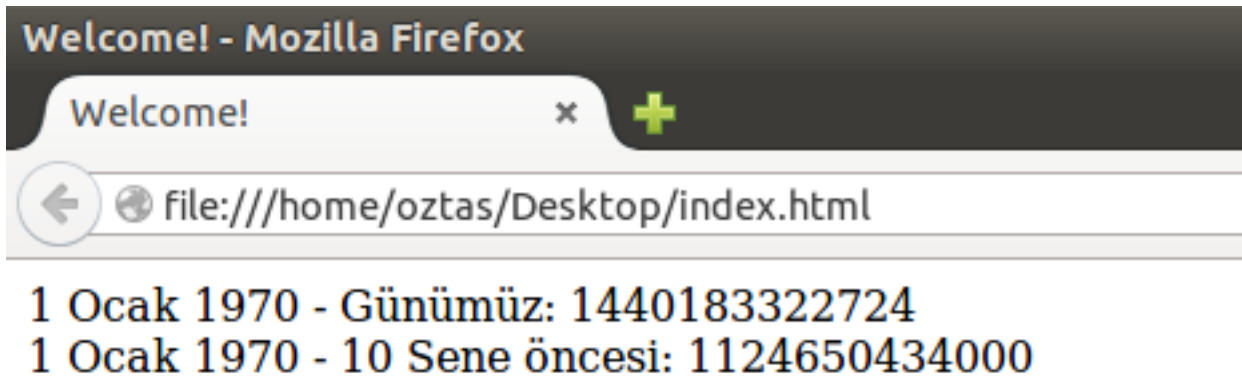 Welcome! - Mozilla Firefox
Welcome!
file:///home/oztas/Desktop/index.html
1 Ocak 1970 - Günümüz: 1440183322724
1 Ocak 1970 - 10 Sene öncesi: 1124650434000